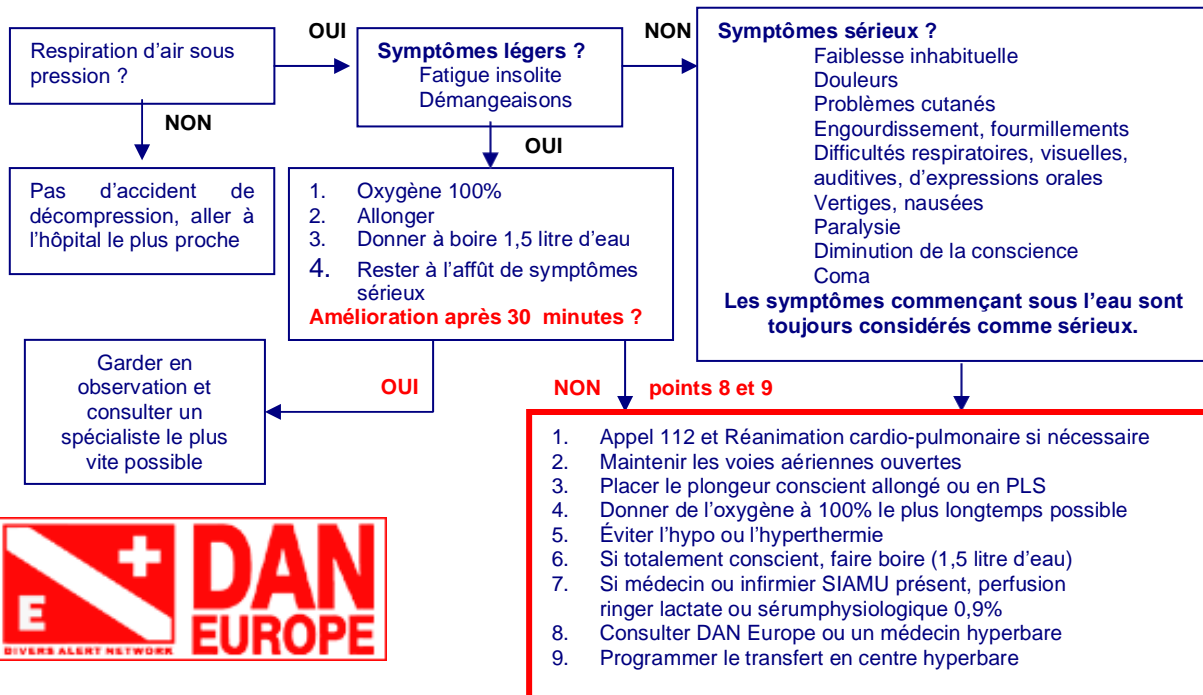 Respiration d'air sous
pression ?
OUI
Symptômes légers ?
Fatigue insolite
Démangeaisons
NON
Symptômes sérieux ?
Faiblesse inhabituelle
Douleurs
Problèmes cutanés
Engourdissement, fourmillements
Difficultés respiratoires, visuelles,
auditives, d'expressions orales
Vertiges, nausées
Paralysie
Diminution de la conscience
Coma
Les symptômes commençant sous l'eau sont
toujours considérés comme sérieux.
NON
OUI
Pas d'accident de
décompression, aller à
l'hôpital le plus proche
1. Oxygène 100%
2. Allonger
3. Donner à boire 1,5 litre d'eau
4. Rester à l'affût de symptômes
sérieux
Amélioration après 30 minutes ?
OUI
NON points 8 et 9
Garder en
observation et
consulter un
spécialiste le plus
vite possible
1. Appel 112 et Réanimation cardio-pulmonaire si nécessaire
2. Maintenir les voies aériennes ouvertes
3. Placer le plongeur conscient allongé ou en PLS
4. Donner de l'oxygène à 100% le plus longtemps possible
5. Éviter l'hypo ou l'hyperthermie
6. Si totalement conscient, faire boire (1,5 litre d'eau)
7. Si médecin ou infirmier SIAMU présent, perfusion
ringer lactate ou sérumphysiologique 0,9%
8. Consulter DAN Europe ou un médecin hyperbare
9. Programmer le transfert en centre hyperbare
E
DIVERS ALERT NETWORK
DAN
EUROPE